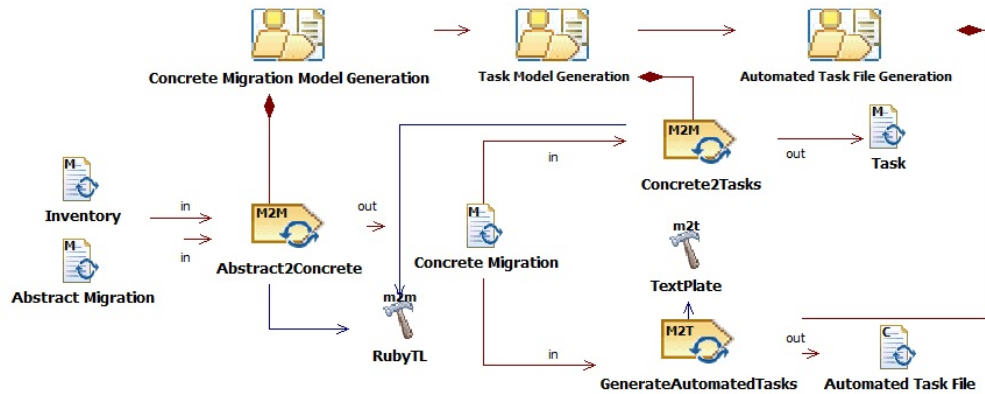 Concrete Migration Model Generation
Task Model Generation
Automated Task File Generation
M2M
M-
in
out
Task
Concrete2Tasks
M-
Inventory
in
M2M
out
M-
m2t
M-
in
Abstract2Concrete
Concrete Migration
TextPlate
Abstract Migration
m2m
RubyTL
in
M2T
out
C-
GenerateAutomatedTasks
Automated Task File